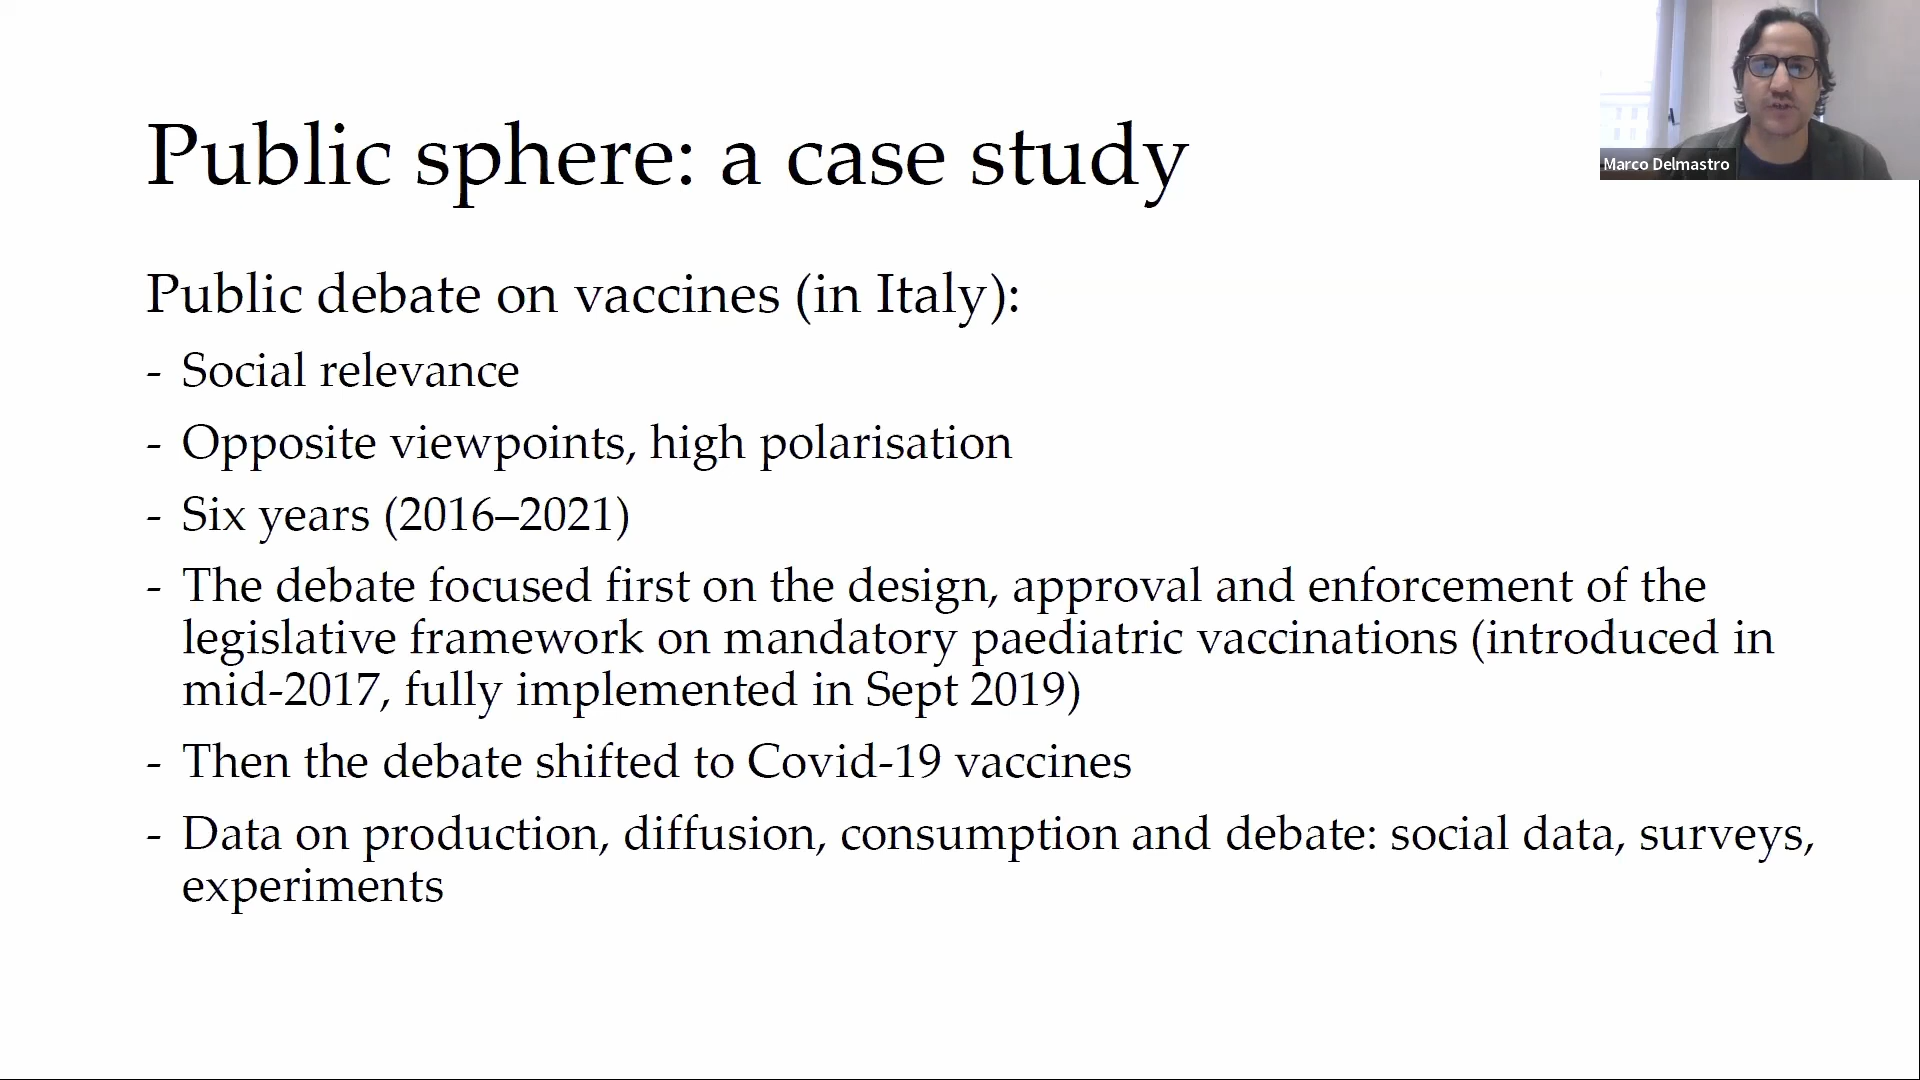 Public sphere: a case study
Marco Delmastro
Public debate on vaccines (in Italy):
- Social relevance
- Opposite viewpoints, high polarisation
- Six years (2016–2021)
- The debate focused first on the design, approval and enforcement of the
legislative framework on mandatory paediatric vaccinations (introduced in
mid-2017, fully implemented in Sept 2019)
- Then the debate shifted to Covid-19 vaccines
- Data on production, diffusion, consumption and debate: social data, surveys,
experiments